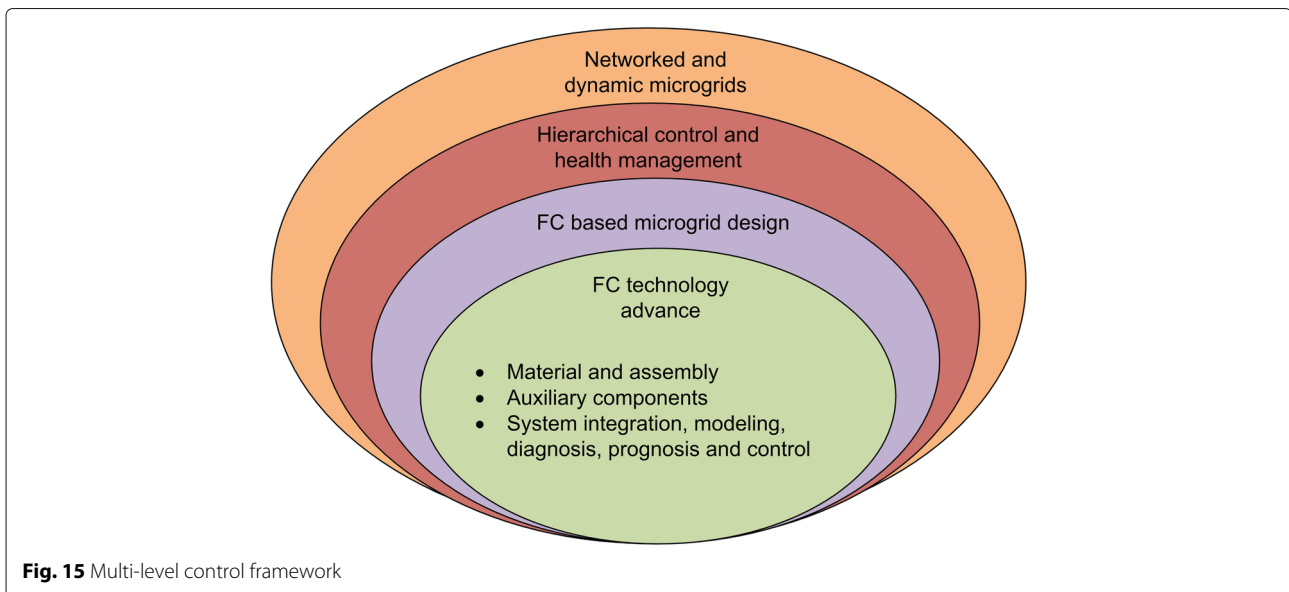 Networked and
dynamic microgrids
Hierarchical control and
health management
FC based microgrid design
FC technology
advance
• Material and assembly
• Auxiliary components
• System integration, modeling,
diagnosis, prognosis and control
Fig. 15 Multi-level control framework